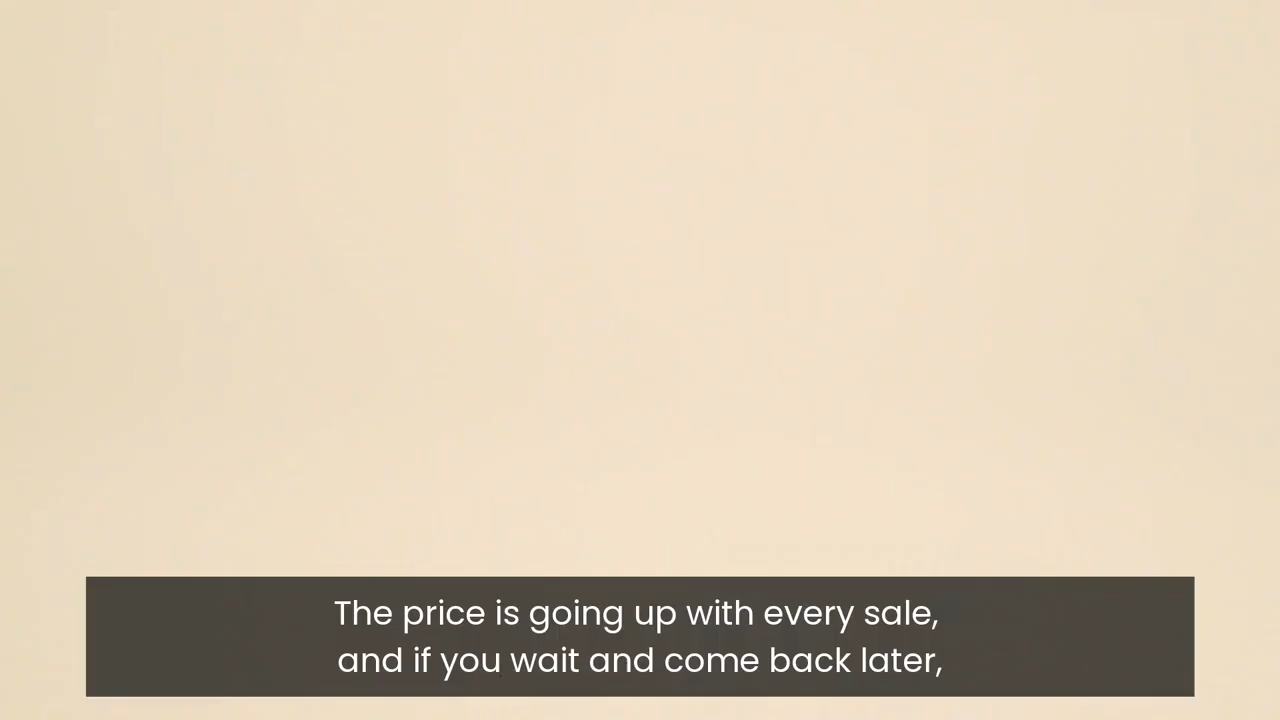 The price is going up with every sale,
and if you wait and come back later,